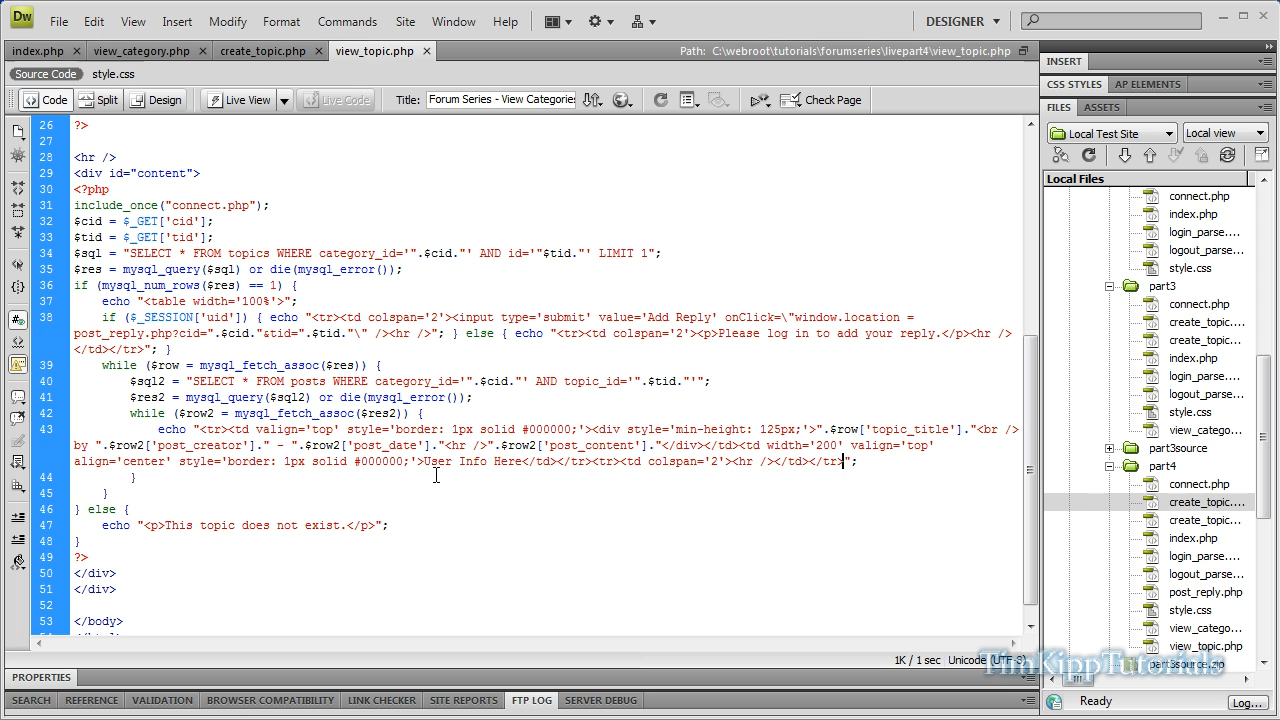 Dw File Edit View Insert Modify Format Commands Site Window Help DESIGNER
index.php × view_category.php × create_topic.php × view_topic.php × Path: C:\webroot\tutorials\forumseries\livepart4\view_topic.php
Source Code style.css
Code Split Design Live View Live Code Title: Forum Series - View Categories Check Page
26 ?>
27
28 <hr />
29 <div id="content">
30 <?php
31 include_once("connect.php");
32 $cid = $_GET['cid'];
33 $tid = $_GET['tid'];
34 $sql = "SELECT * FROM topics WHERE category_id='".$cid."' AND id='"$tid."' LIMIT 1";
35 $res = mysql_query($sql) or die(mysql_error());
36 if (mysql_num_rows($res) == 1) {
37 echo "<table width='100%'>";
38 if ($_SESSION['uid']) { echo "<tr><td colspan='2'><input type='submit' value='Add Reply' onClick=\"window.location =
post_reply.php?cid=".$cid."&tid=".$tid."\" /><hr />"; } else { echo "<tr><td colspan='2'><p>Please log in to add your reply.</p><hr />
</td></tr>"; }
39 while ($row = mysql_fetch_assoc($res)) {
40 $sql2 = "SELECT * FROM posts WHERE category_id='".$cid."' AND topic_id='".$tid."'";
41 $res2 = mysql_query($sql2) or die(mysql_error());
42 while ($row2 = mysql_fetch_assoc($res2)) {
43 echo "<tr><td valign='top' style='border: 1px solid #000000;'><div style='min-height: 125px;'>".$row['topic_title']."<br />
by ".$row2['post_creator']." - ".$row2['post_date']."<hr />".$row2['post_content']."</div></td><td width='200' valign='top'
align='center' style='border: 1px solid #000000;'>User Info Here</td></tr><tr><td colspan='2'><hr /></td></tr>";
44 }
45 }
46 } else {
47 echo "<p>This topic does not exist.</p>";
48 }
49 ?>
50 </div>
51 </div>
52
53 </body>
1K / 1 sec Unicode (UTF-8)
PROPERTIES
SEARCH REFERENCE VALIDATION BROWSER COMPATIBILITY LINK CHECKER SITE REPORTS FTP LOG SERVER DEBUG
INSERT
CSS STYLES AP ELEMENTS
FILES ASSETS
Local Test Site Local view
Local Files
connect.php
index.php
login_parse....
logout_parse...
style.css
part3
connect.php
create_topic....
create_topic...
index.php
login_parse....
logout_parse...
style.css
view_catego...
part3source
part4
connect.php
create_topic....
create_topic...
index.php
login_parse....
logout_parse...
post_reply.php
style.css
view_catego...
view_topic.php
part3source.zip
TimKippTutorials
Ready Log...